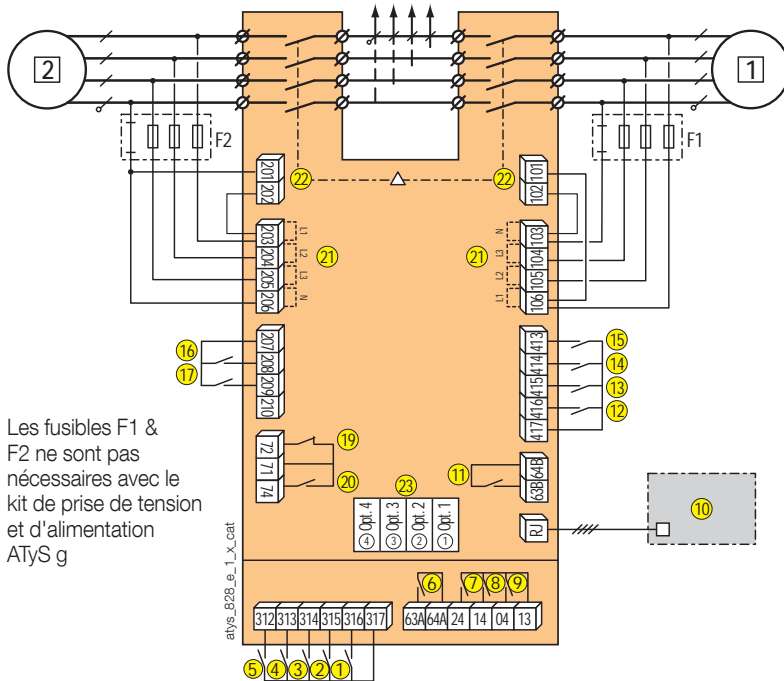 2
1
F2
F1
201
202
22
22
101
102
203
204
205
206
L1
L2
L3
N
21
21
N
L3
L2
L1
103
104
105
106
16
17
207
208
209
210
413
414
415
416
417
15
14
13
12
Les fusibles F1 &
F2 ne sont pas
nécessaires avec le
kit de prise de tension
et d'alimentation
ATyS g
72
71
74
19
20
11
64B
63B
23
Opt.4
Opt.3
Opt.2
Opt.1
4
3
2
1
RJ
10
atys_828_e_1_x_cat
6
7
8
9
312
313
314
315
316
317
63A
64A
24
14
04
13
5
4
3
2
1